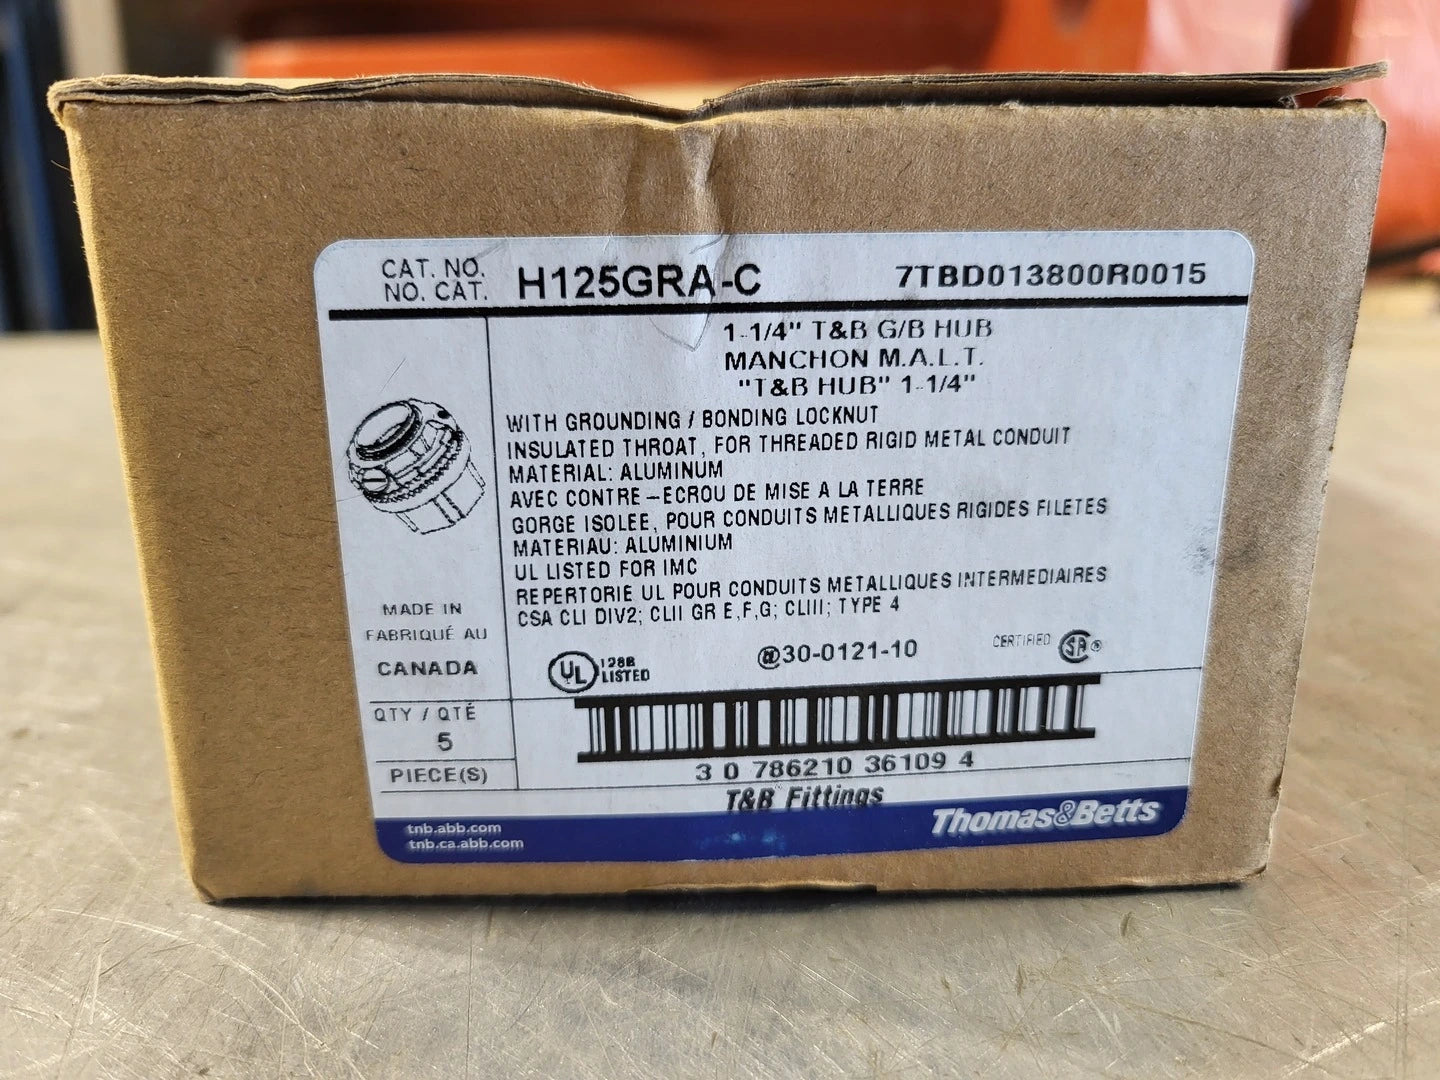 CAT. NO.
NO. CAT.
H125GRA-C
7TBD013800R0015
1-1/4" T&B G/B HUB
MANCHON M.A.L.T.
"T&B HUB" 1-1/4"
WITH GROUNDING / BONDING LOCKNUT
INSULATED THROAT, FOR THREADED RIGID METAL CONDUIT
MATERIAL: ALUMINUM
AVEC CONTRE-ECROU DE MISE A LA TERRE
GORGE ISOLEE, POUR CONDUITS METALLIQUES RIGIDES FILETES
MATERIAU: ALUMINIUM
UL LISTED FOR IMC
REPERTORIE UL POUR CONDUITS METALLIQUES INTERMEDIAIRES
CSA CLI DIV2; CLII GR E,F,G; CLIII; TYPE 4
MADE IN
FABRIQUÉ AU
CANADA
UL 128B
LISTED
@30-0121-10
CERTIFIED SA ®
QTY / QTÉ
5
PIECE(S)
3 0 786210 36109 4
T&B Fittings
tnb.abb.com
tnb.ca.abb.com
Thomas&Betts